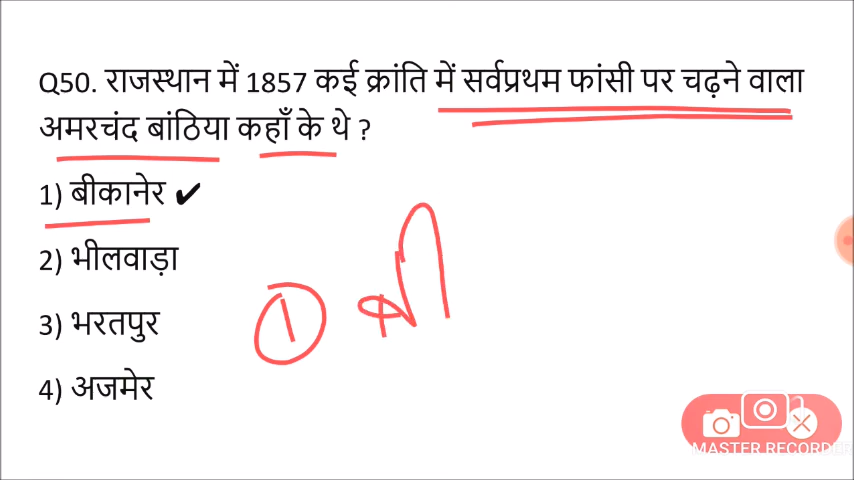 Q50. राजस्थान में 1857 कई क्रांति में सर्वप्रथम फांसी पर चढ़ने वाला
अमरचंद बांठिया कहाँ के थे ?
1) बीकानेर ✔
2) भीलवाड़ा
3) भरतपुर
4) अजमेर
① बी
MASTER RECORDER